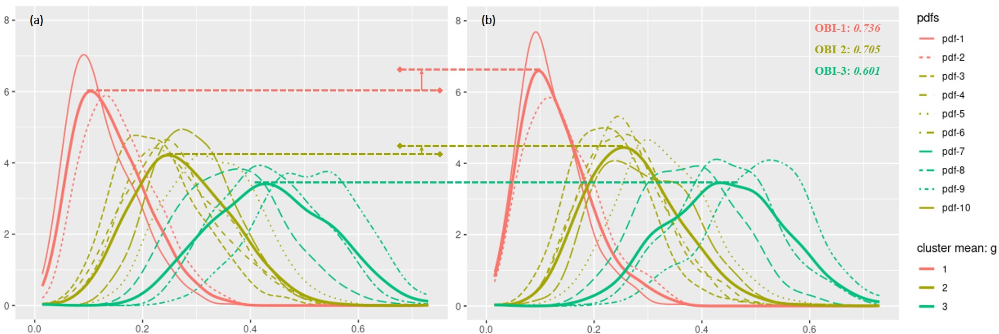 (a)
8
6
4
2
0
0.0 0.2 0.4 0.6
(b)
OBI-1: 0.736
OBI-2: 0.705
OBI-3: 0.601
8
6
4
2
0
0.0 0.2 0.4 0.6
pdfs
pdf-1
pdf-2
pdf-3
pdf-4
pdf-5
pdf-6
pdf-7
pdf-8
pdf-9
pdf-10
cluster mean: g
1
2
3